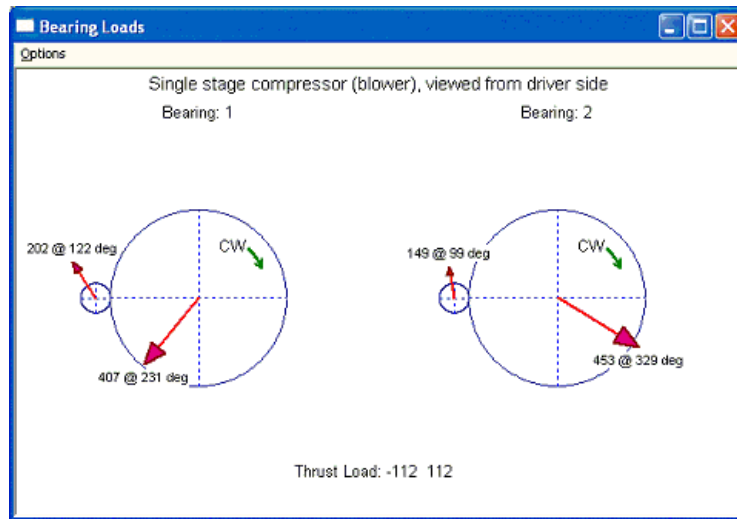 Bearing Loads
Options
Single stage compressor (blower), viewed from driver side
Bearing: 1
Bearing: 2
CW
202 @ 122 deg
407 @ 231 deg
CW
149 @ 99 deg
453 @ 329 deg
Thrust Load: -112  112